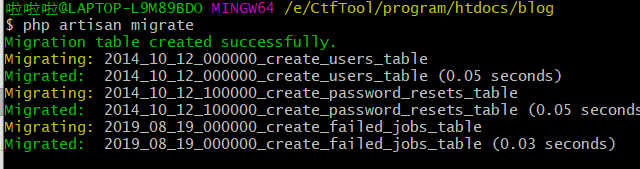 啦啦啦@LAPTOP-L9M89BDO MINGW64 /e/CtfTool/program/htdocs/blog
$ php artisan migrate
Migration table created successfully.
Migrating: 2014_10_12_000000_create_users_table
Migrated:  2014_10_12_000000_create_users_table (0.05 seconds)
Migrating: 2014_10_12_100000_create_password_resets_table
Migrated:  2014_10_12_100000_create_password_resets_table (0.05 seconds
Migrating: 2019_08_19_000000_create_failed_jobs_table
Migrated:  2019_08_19_000000_create_failed_jobs_table (0.03 seconds)